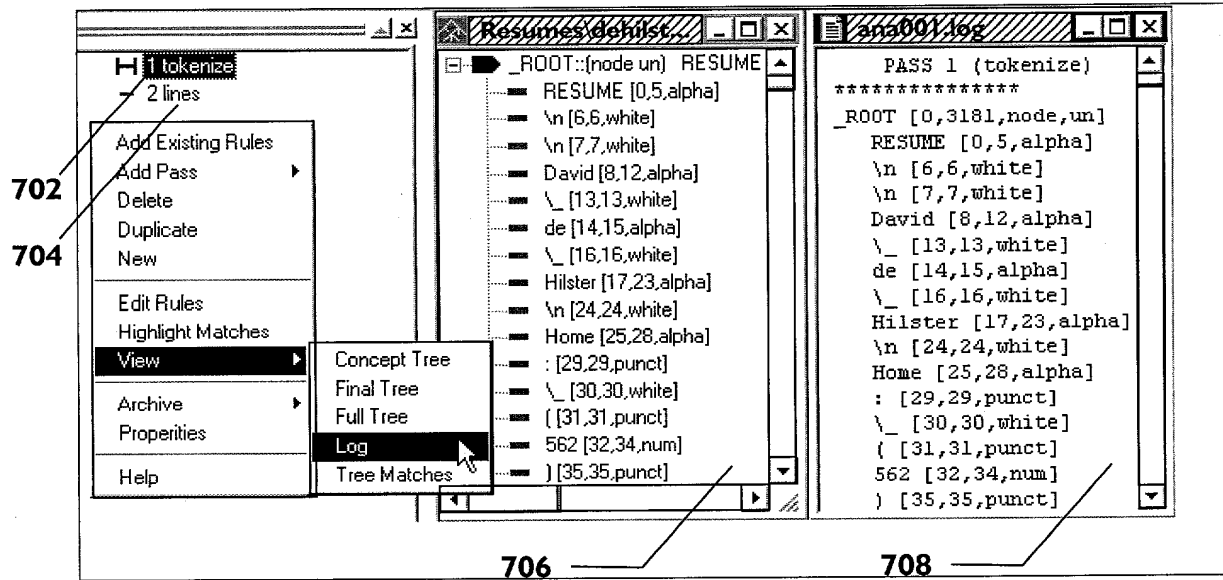 1 tokenize
2 lines
Add Existing Rules
Add Pass
Delete
Duplicate
New
Edit Rules
Highlight Matches
View
Archive
Properities
Help
Concept Tree
Final Tree
Full Tree
Log
Tree Matches
702
704
Resumes\dehilst...
_ROOT::(node un) RESUME
RESUME [0,5,alpha]
\n [6,6,white]
\n [7,7,white]
David [8,12,alpha]
\_ [13,13,white]
de [14,15,alpha]
\_ [16,16,white]
Hilster [17,23,alpha]
\n [24,24,white]
Home [25,28,alpha]
: [29,29,punct]
\_ [30,30,white]
( [31,31,punct]
562 [32,34,num]
) [35,35,punct]
706
ana001.log
PASS 1 (tokenize)
***************
_ROOT [0,3181,node,un]
RESUME [0,5,alpha]
\n [6,6,white]
\n [7,7,white]
David [8,12,alpha]
\_ [13,13,white]
de [14,15,alpha]
\_ [16,16,white]
Hilster [17,23,alpha]
\n [24,24,white]
Home [25,28,alpha]
: [29,29,punct]
\_ [30,30,white]
( [31,31,punct]
562 [32,34,num]
) [35,35,punct]
708